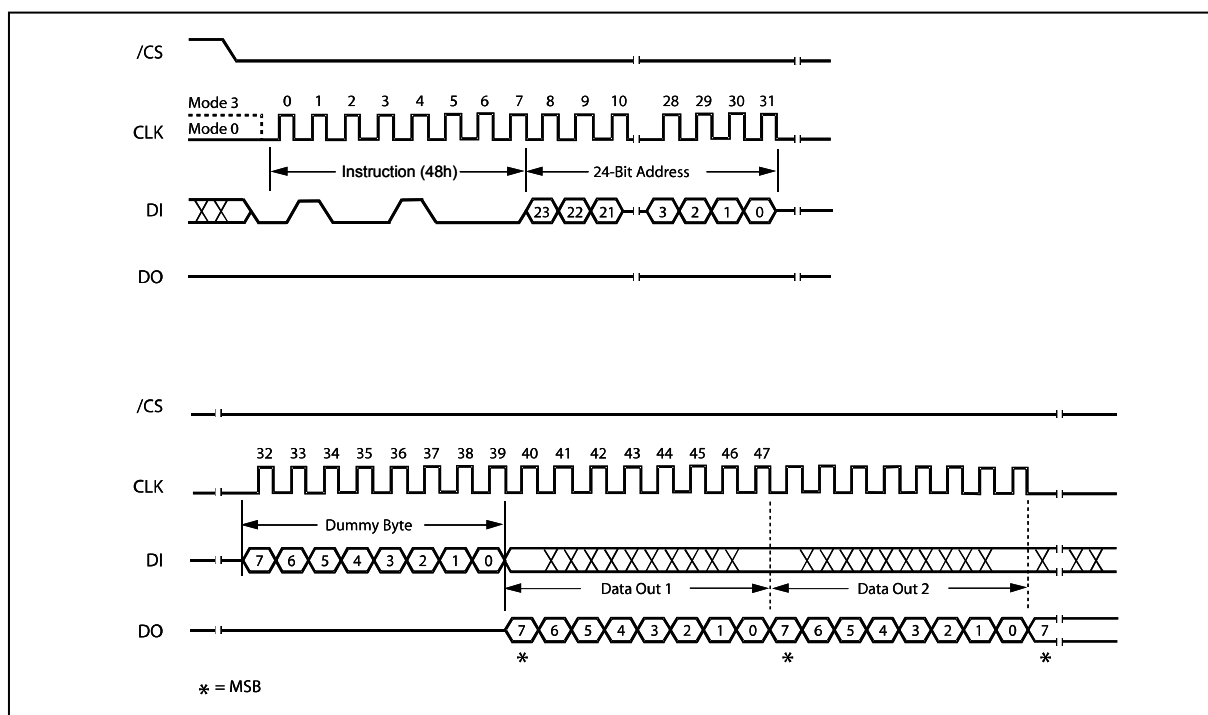 /CS
0 1 2 3 4 5 6 7 8 9 10 28 29 30 31
Mode 3
CLK
Mode 0
Instruction (48h) 24-Bit Address
DI 23 22 21 3 2 1 0
DO
/CS
32 33 34 35 36 37 38 39 40 41 42 43 44 45 46 47
CLK
Dummy Byte
DI 7 6 5 4 3 2 1 0
Data Out 1 Data Out 2
DO 7 6 5 4 3 2 1 0 7 6 5 4 3 2 1 0 7
* * *
* = MSB